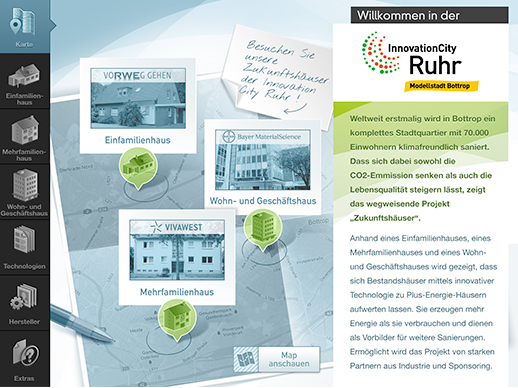 Karte
Einfamilien-
haus
Mehrfamilien-
haus
Wohn- und
Geschäftshaus
Technologien
Hersteller
Extras
VORWEG GEHEN
Einfamilienhaus
Besuchen Sie
unsere
Zukunftshäuser
der Innovation
City Ruhr!
Bayer MaterialScience
Wohn- und Geschäftshaus
VIVAWEST
Mehrfamilienhaus
Bottrop
Map
anschauen
Willkommen in der
InnovationCity
Ruhr
Modellstadt Bottrop
Weltweit erstmalig wird in Bottrop ein
komplettes Stadtquartier mit 70.000
Einwohnern klimafreundlich saniert.
Dass sich dabei sowohl die
CO2-Emmission senken als auch die
Lebensqualität steigern lässt, zeigt
das wegweisende Projekt
„Zukunftshäuser“.
Anhand eines Einfamilienhauses, eines
Mehrfamilienhauses und eines Wohn-
und Geschäftshauses wird gezeigt, dass
sich Bestandshäuser mittels innovativer
Technologie zu Plus-Energie-Häusern
aufwerten lassen. Sie erzeugen mehr
Energie als sie verbrauchen und dienen
als Vorbilder für weitere Sanierungen.
Ermöglicht wird das Projekt von starken
Partnern aus Industrie und Sponsoring.